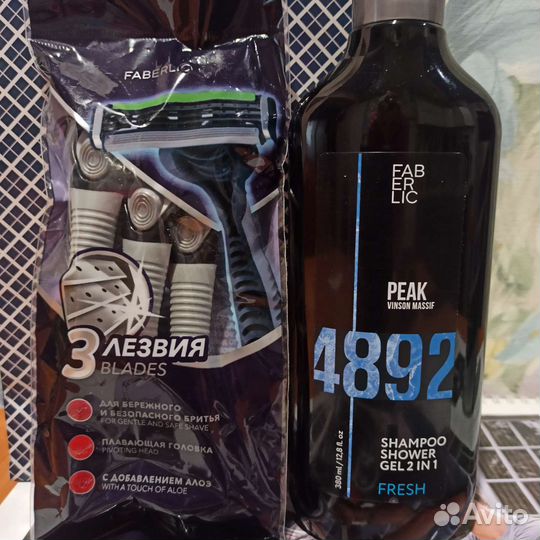 FABERLIC
3 ЛЕЗВИЯ
BLADES
ДЛЯ БЕРЕЖНОГО
И БЕЗОПАСНОГО БРИТЬЯ
FOR GENTLE AND SAFE SHAVE
ПЛАВАЮЩАЯ ГОЛОВКА
PIVOTING HEAD
С ДОБАВЛЕНИЕМ АЛОЭ
WITH A TOUCH OF ALOE
FAB
ERL
IC
PEAK
VINSON MASSIF
4892
380 ml / 12,8 fl. oz
SHAMPOO
SHOWER
GEL 2 IN 1
FRESH
Avito